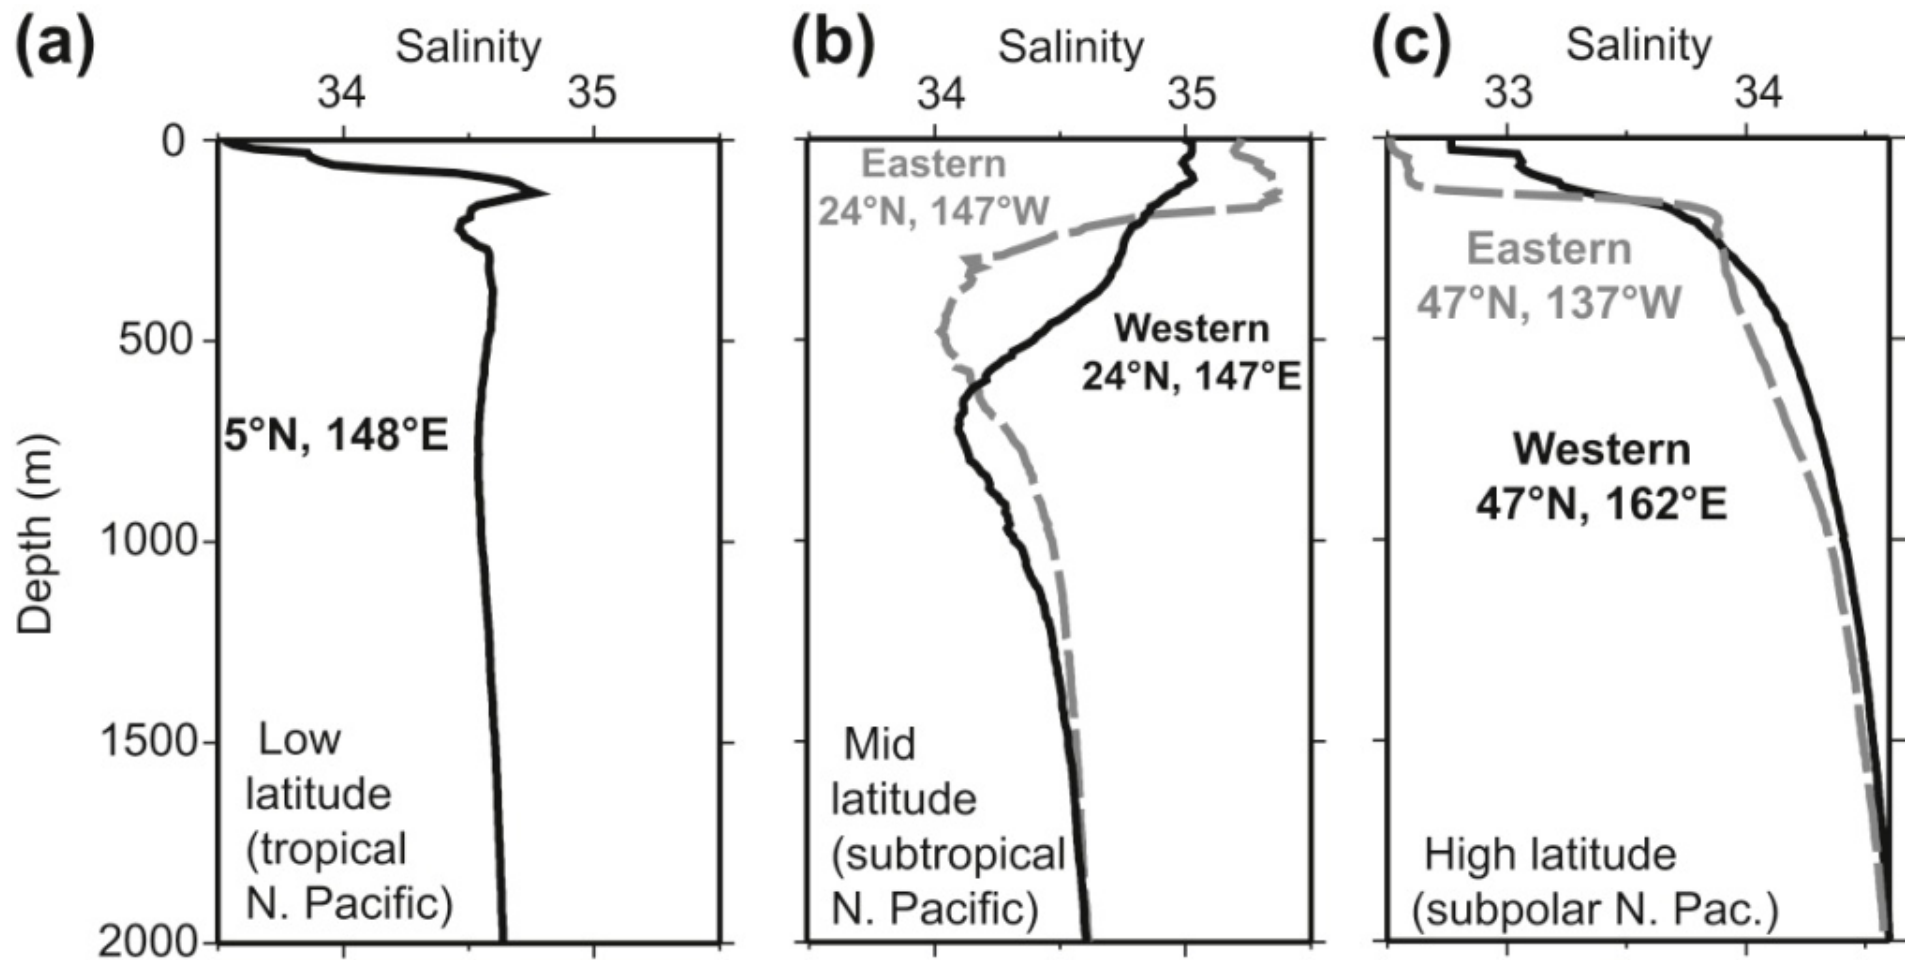 (a)
Salinity
34 35
0
500
1000
1500
2000
Depth (m)
5°N, 148°E
Low
latitude
(tropical
N. Pacific)
(b)
Salinity
34 35
Eastern
24°N, 147°W
Western
24°N, 147°E
Mid
latitude
(subtropical
N. Pacific)
(c)
Salinity
33 34
Eastern
47°N, 137°W
Western
47°N, 162°E
High latitude
(subpolar N. Pac.)